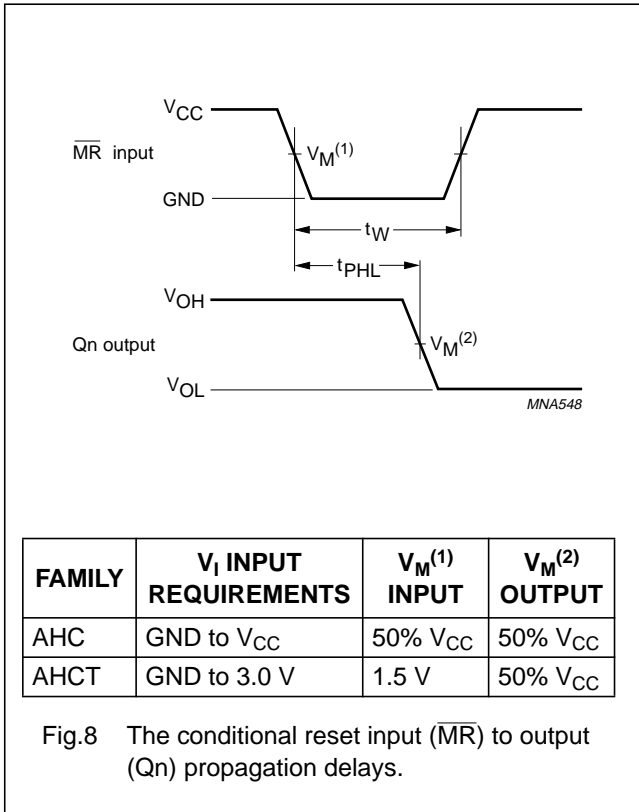 V_CC
M̅R̅ input
V_M^(1)
GND
t_W
t_PHL
V_OH
Qn output
V_M^(2)
V_OL
MNA548
FAMILY V_I INPUT REQUIREMENTS V_M^(1) INPUT V_M^(2) OUTPUT
AHC GND to V_CC 50% V_CC 50% V_CC
AHCT GND to 3.0 V 1.5 V 50% V_CC
Fig.8 The conditional reset input (M̅R̅) to output
(Qn) propagation delays.